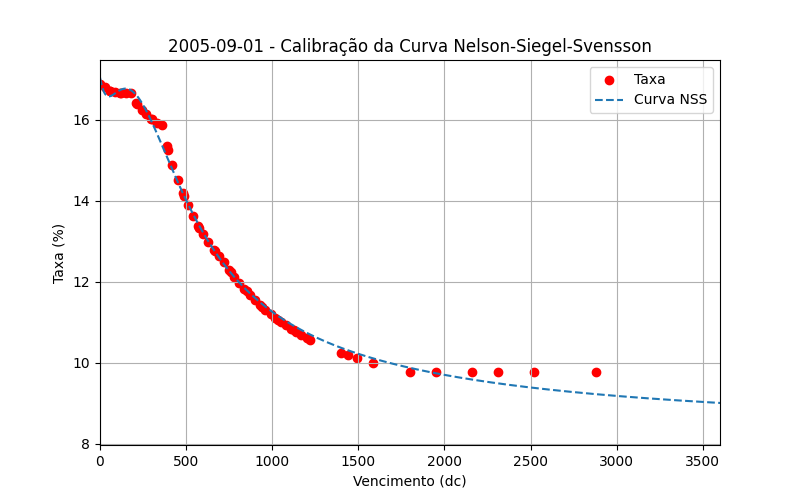 2005-09-01 - Calibração da Curva Nelson-Siegel-Svensson
Taxa
Curva NSS
Taxa (%)
16
14
12
10
8
0 500 1000 1500 2000 2500 3000 3500
Vencimento (dc)